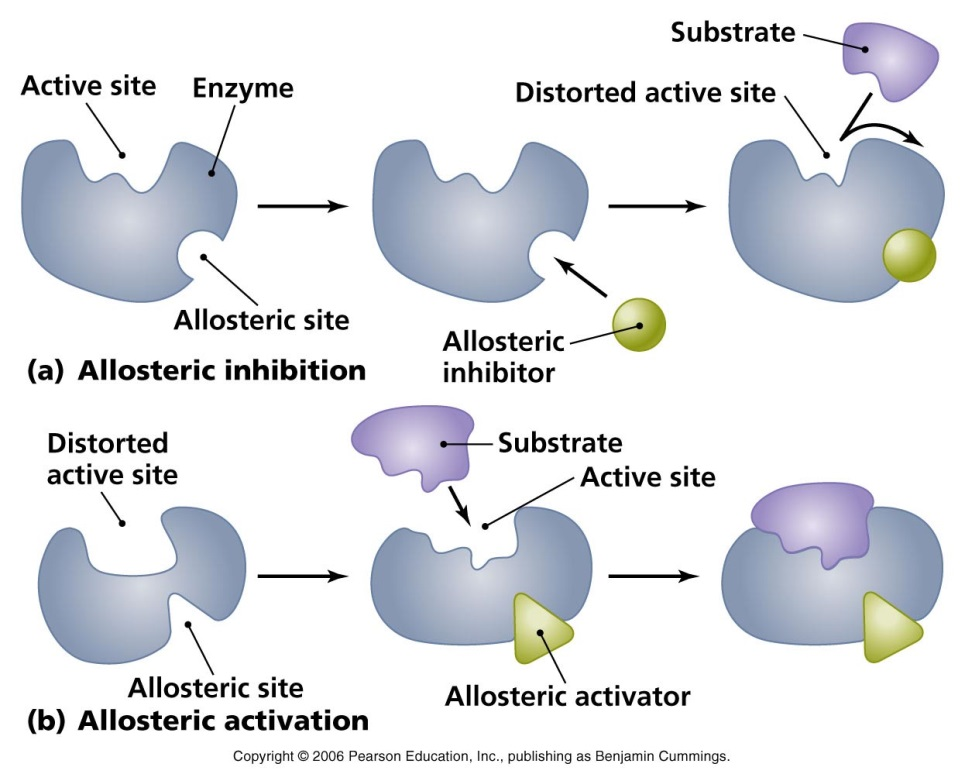 Substrate
Active site
Enzyme
Distorted active site
Allosteric site
Allosteric
inhibitor
(a) Allosteric inhibition
Distorted
active site
Substrate
Active site
Allosteric site
Allosteric activator
(b) Allosteric activation
Copyright © 2006 Pearson Education, Inc., publishing as Benjamin Cummings.